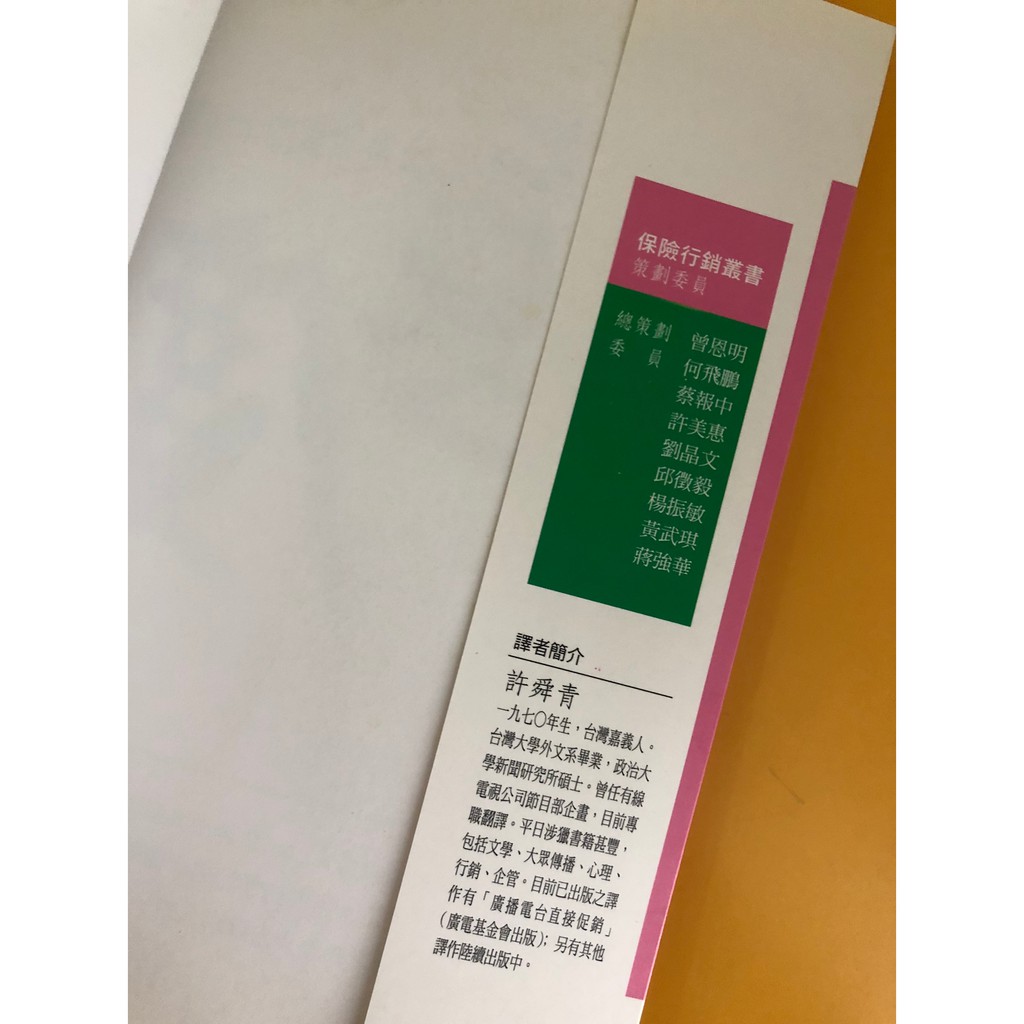 保險行銷叢書
策劃委員
總策劃 曾恩明
委員 何飛鵬
蔡報中
許美惠
劉晶文
邱徵毅
楊振敏
黃武琪
蔣強華
譯者簡介
許舜青
一九七〇年生，台灣嘉義人。
台灣大學外文系畢業，政治大
學新聞研究所碩士。曾任有線
電視公司節目部企畫，目前專
職翻譯。平日涉獵書籍甚豐，
包括文學、大眾傳播、心理、
行銷、企管。目前已出版之譯
作有「廣播電台直接促銷」
（廣電基金會出版）；另有其他
譯作陸續出版中。